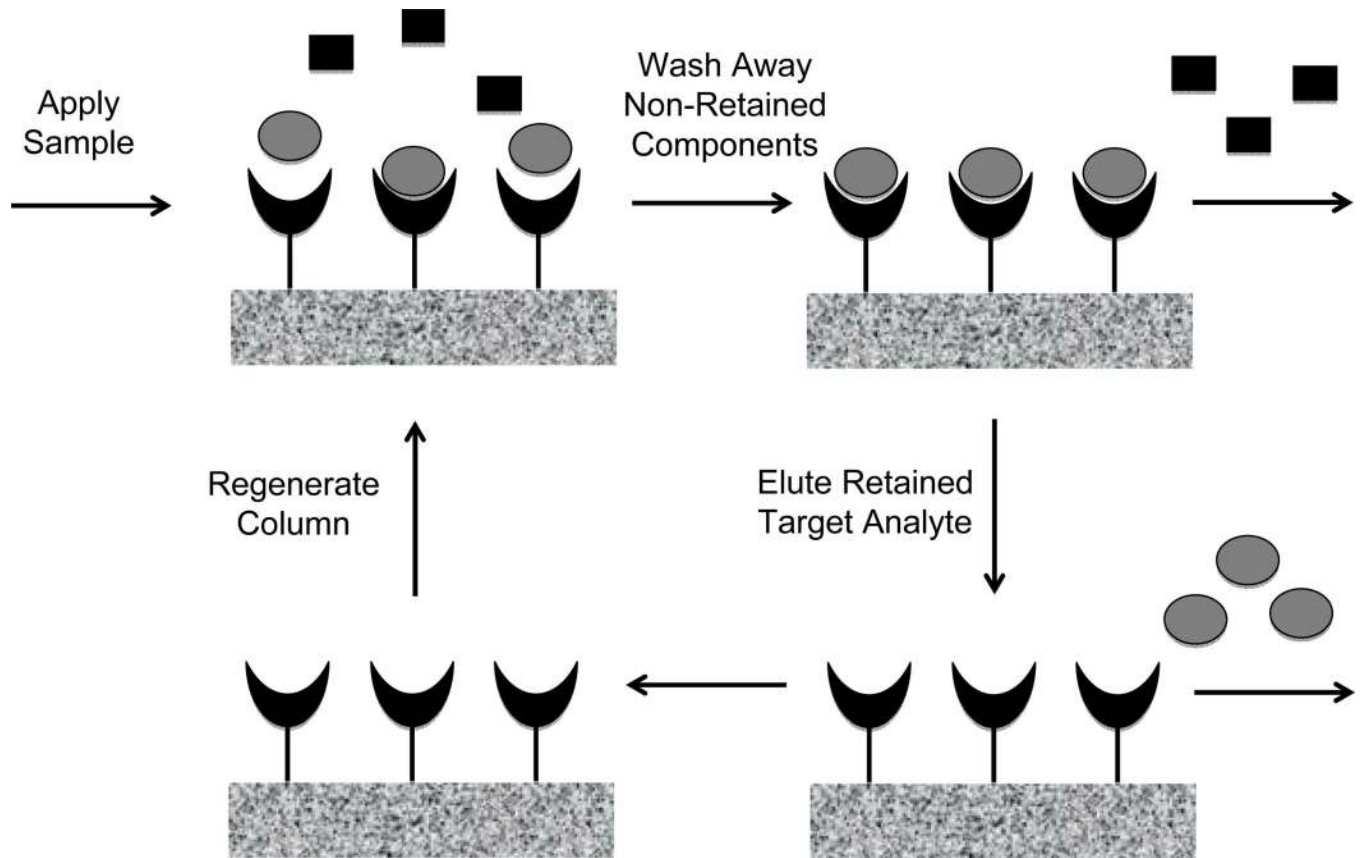 Apply
Sample
Wash Away
Non-Retained
Components
Regenerate
Column
Elute Retained
Target Analyte